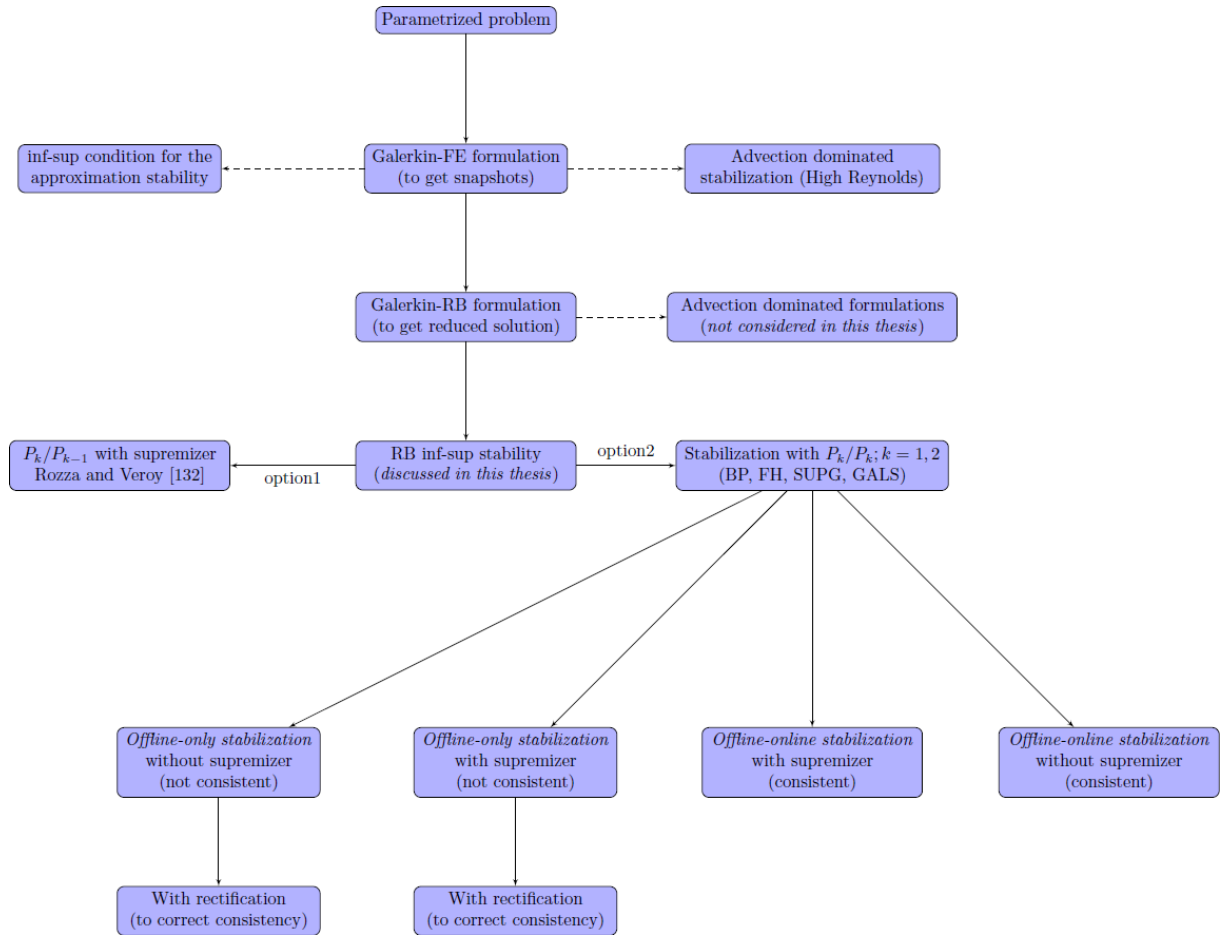 Parametrized problem
inf-sup condition for the
approximation stability
Galerkin-FE formulation
(to get snapshots)
Advection dominated
stabilization (High Reynolds)
Galerkin-RB formulation
(to get reduced solution)
Advection dominated formulations
(not considered in this thesis)
P_k/P_{k−1} with supremizer
Rozza and Veroy [132]
option1
RB inf-sup stability
(discussed in this thesis)
option2
Stabilization with P_k/P_k; k = 1, 2
(BP, FH, SUPG, GALS)
Offline-only stabilization
without supremizer
(not consistent)
Offline-only stabilization
with supremizer
(not consistent)
Offline-online stabilization
with supremizer
(consistent)
Offline-online stabilization
without supremizer
(consistent)
With rectification
(to correct consistency)
With rectification
(to correct consistency)